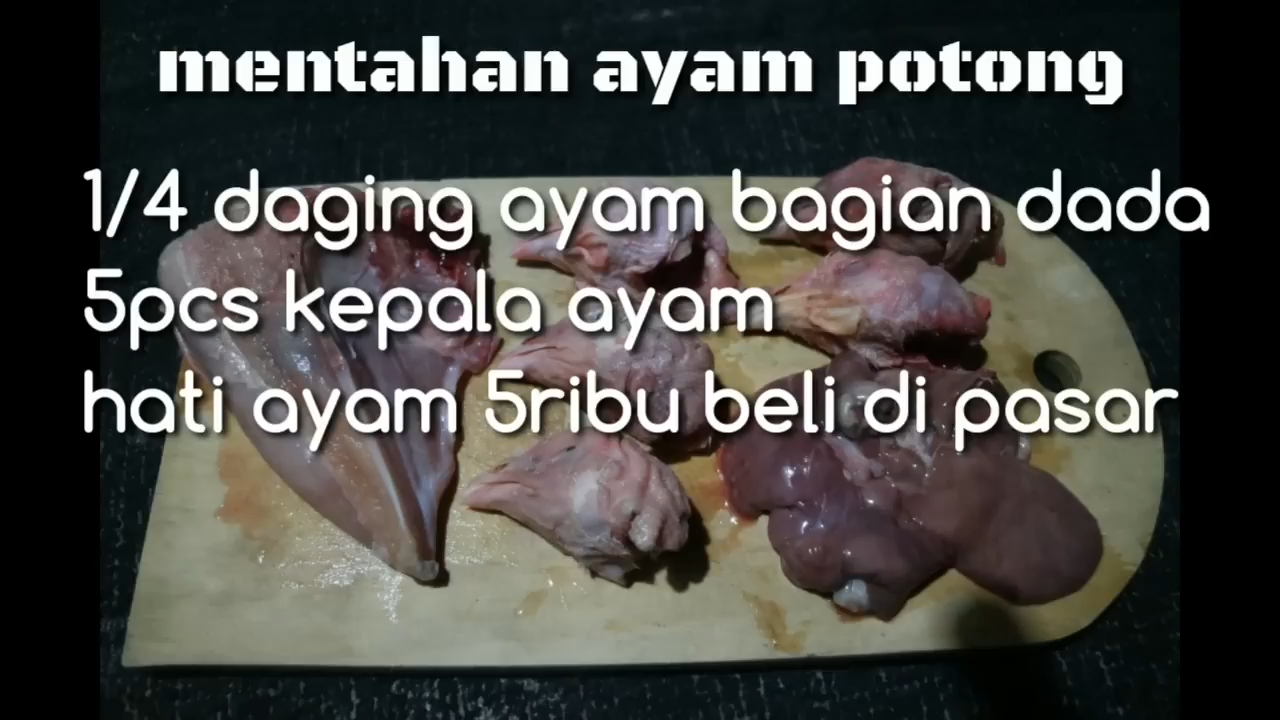 mentahan ayam potong
1/4 daging ayam bagian dada
5pcs kepala ayam
hati ayam 5ribu beli di pasar